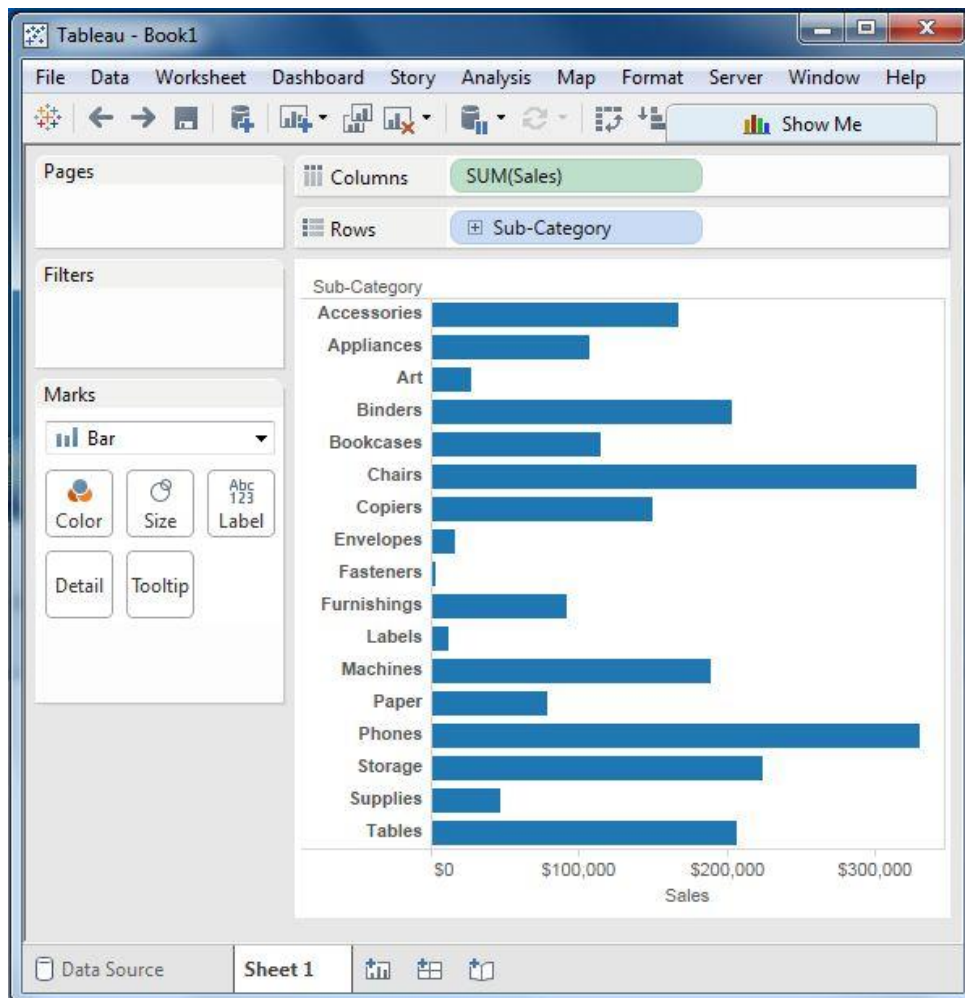 Tableau - Book1
File Data Worksheet Dashboard Story Analysis Map Format Server Window Help
Show Me
Pages
Columns SUM(Sales)
Rows Sub-Category
Filters
Marks
Bar
Color Size Abc 123 Label
Detail Tooltip
Sub-Category
Accessories
Appliances
Art
Binders
Bookcases
Chairs
Copiers
Envelopes
Fasteners
Furnishings
Labels
Machines
Paper
Phones
Storage
Supplies
Tables
$0 $100,000 $200,000 $300,000
Sales
Data Source Sheet 1